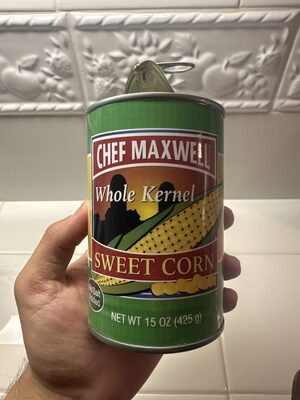 CHEF MAXWELL
Whole Kernel
SWEET CORN
NET WT 15 OZ (425 g)